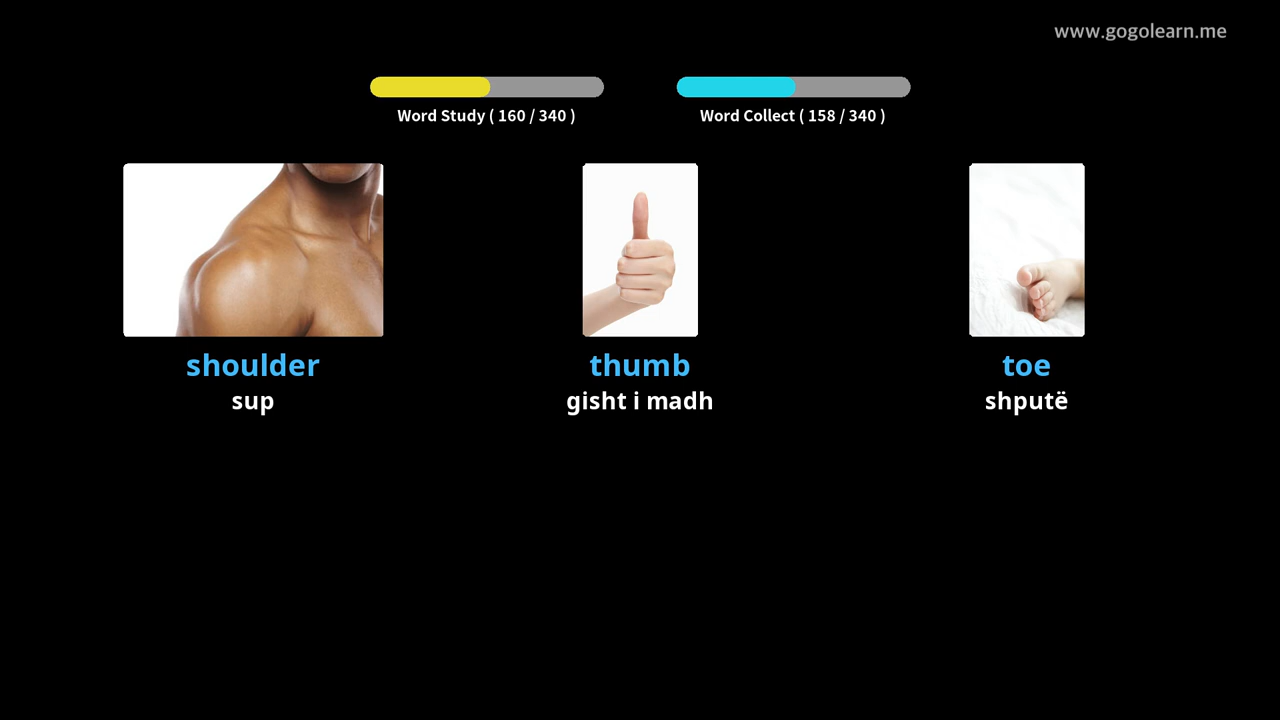 www.gogolearn.me
Word Study ( 160 / 340 )
Word Collect ( 158 / 340 )
shoulder
sup
thumb
gisht i madh
toe
shputë